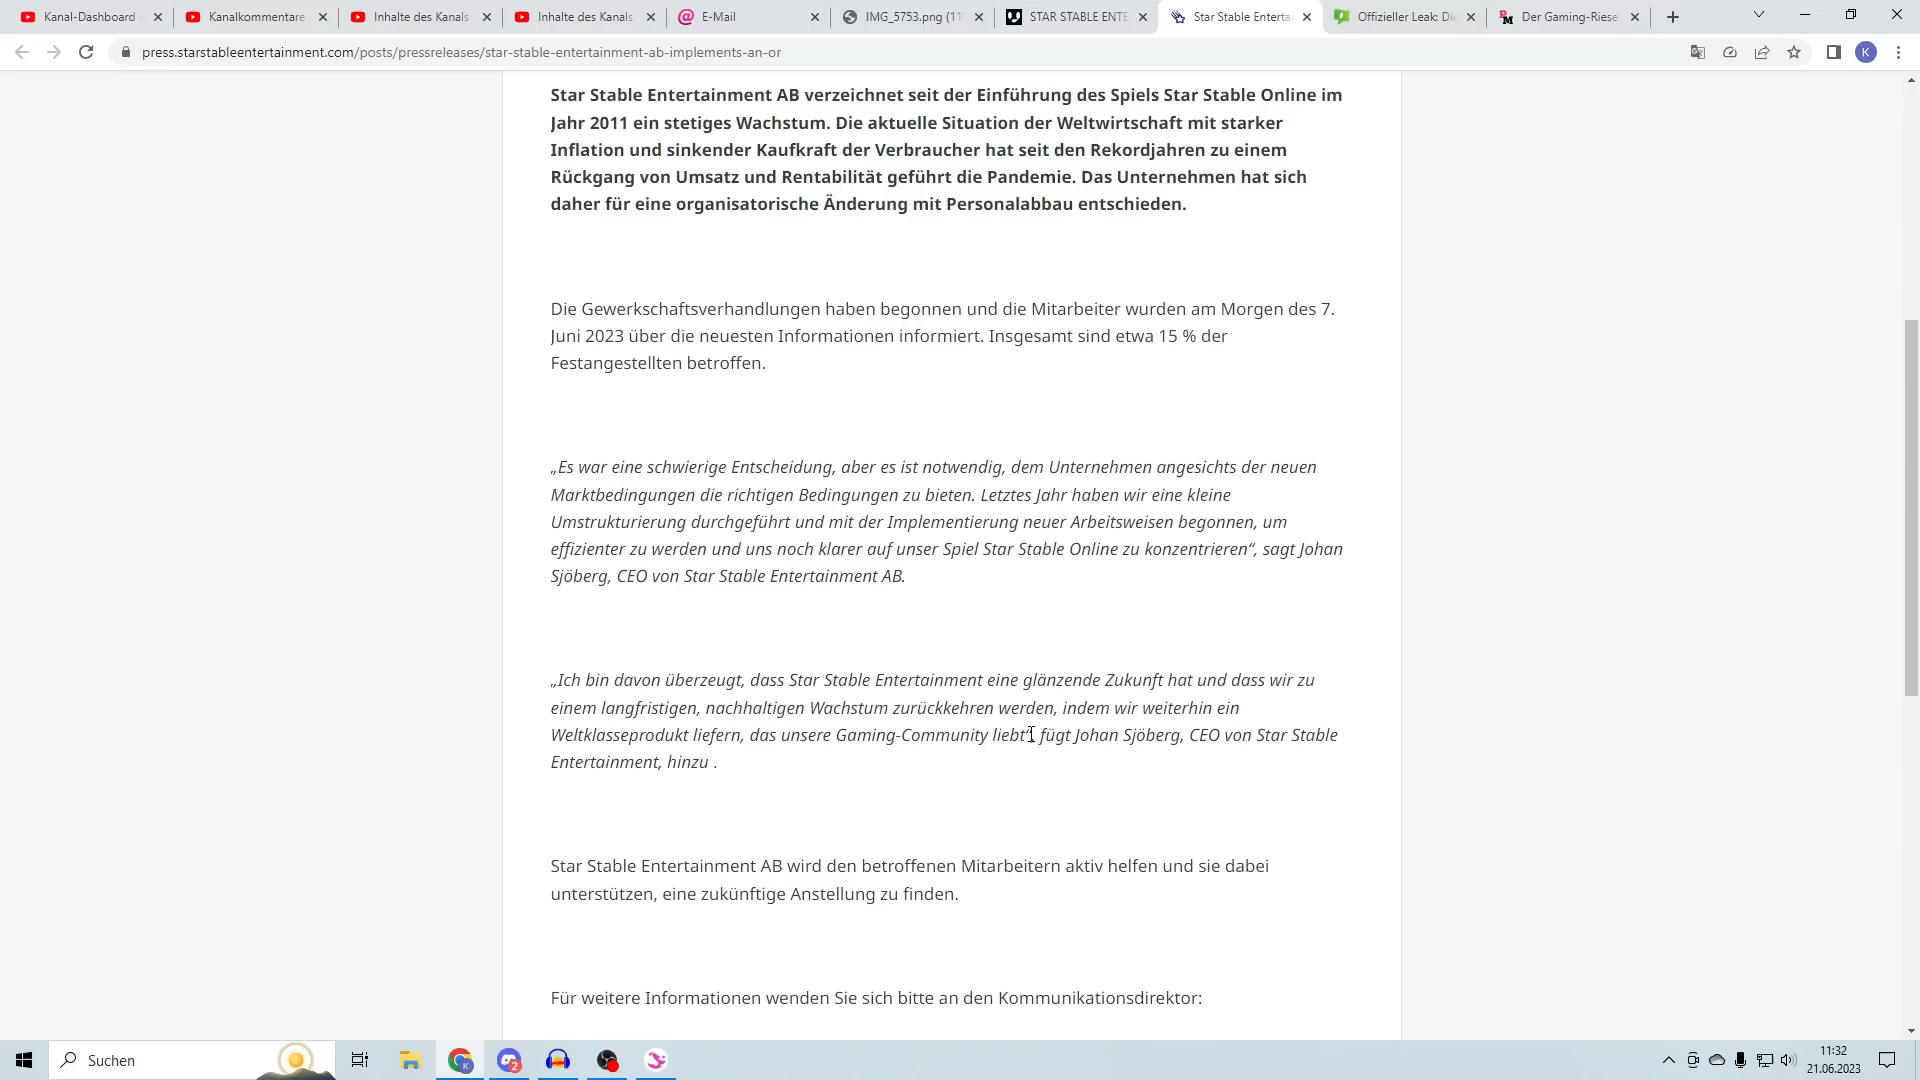 Kanal-Dashboard
Kanalkommentare
Inhalte des Kanals
Inhalte des Kanals
E-Mail
IMG_5753.png (11
STAR STABLE ENTE
Star Stable Enterta
Offizieller Leak: Di
Der Gaming-Riese
press.starstableentertainment.com/posts/pressreleases/star-stable-entertainment-ab-implements-an-or
K
Star Stable Entertainment AB verzeichnet seit der Einführung des Spiels Star Stable Online im
Jahr 2011 ein stetiges Wachstum. Die aktuelle Situation der Weltwirtschaft mit starker
Inflation und sinkender Kaufkraft der Verbraucher hat seit den Rekordjahren zu einem
Rückgang von Umsatz und Rentabilität geführt die Pandemie. Das Unternehmen hat sich
daher für eine organisatorische Änderung mit Personalabbau entschieden.
Die Gewerkschaftsverhandlungen haben begonnen und die Mitarbeiter wurden am Morgen des 7.
Juni 2023 über die neuesten Informationen informiert. Insgesamt sind etwa 15 % der
Festangestellten betroffen.
„Es war eine schwierige Entscheidung, aber es ist notwendig, dem Unternehmen angesichts der neuen
Marktbedingungen die richtigen Bedingungen zu bieten. Letztes Jahr haben wir eine kleine
Umstrukturierung durchgeführt und mit der Implementierung neuer Arbeitsweisen begonnen, um
effizienter zu werden und uns noch klarer auf unser Spiel Star Stable Online zu konzentrieren“, sagt Johan
Sjöberg, CEO von Star Stable Entertainment AB.
„Ich bin davon überzeugt, dass Star Stable Entertainment eine glänzende Zukunft hat und dass wir zu
einem langfristigen, nachhaltigen Wachstum zurückkehren werden, indem wir weiterhin ein
Weltklasseprodukt liefern, das unsere Gaming-Community liebt“, fügt Johan Sjöberg, CEO von Star Stable
Entertainment, hinzu .
Star Stable Entertainment AB wird den betroffenen Mitarbeitern aktiv helfen und sie dabei
unterstützen, eine zukünftige Anstellung zu finden.
Für weitere Informationen wenden Sie sich bitte an den Kommunikationsdirektor:
Suchen
K
2
11:32
21.06.2023